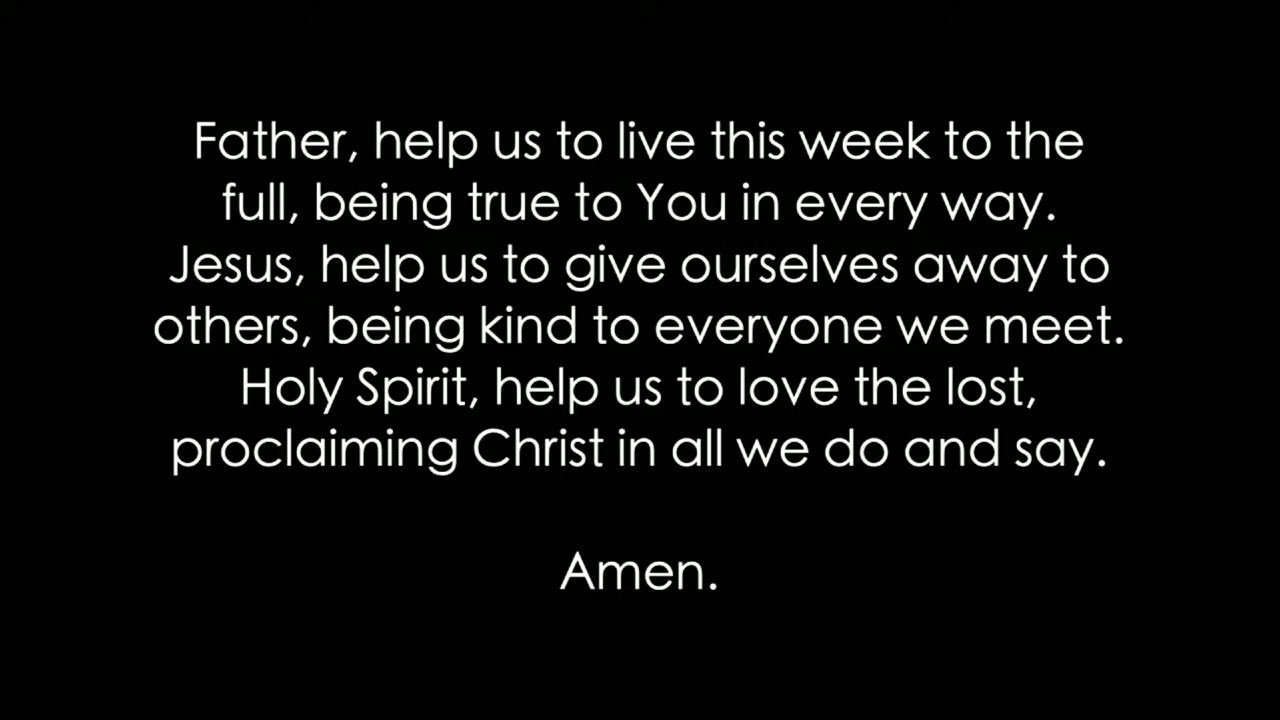 Father, help us to live this week to the
full, being true to You in every way.
Jesus, help us to give ourselves away to
others, being kind to everyone we meet.
Holy Spirit, help us to love the lost,
proclaiming Christ in all we do and say.
Amen.